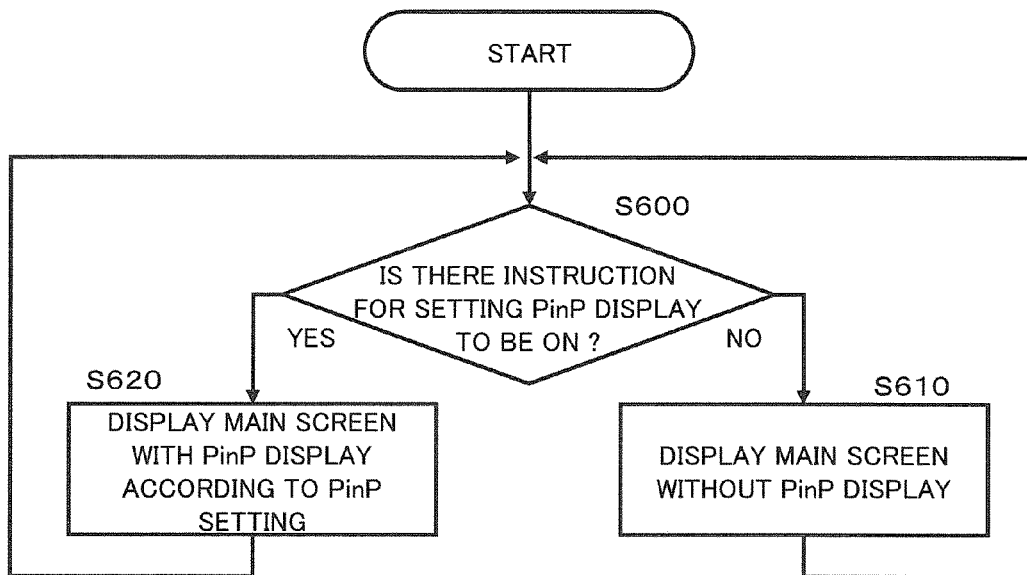 START
S600
IS THERE INSTRUCTION
FOR SETTING PinP DISPLAY
TO BE ON ?
YES
NO
S620
DISPLAY MAIN SCREEN
WITH PinP DISPLAY
ACCORDING TO PinP
SETTING
S610
DISPLAY MAIN SCREEN
WITHOUT PinP DISPLAY